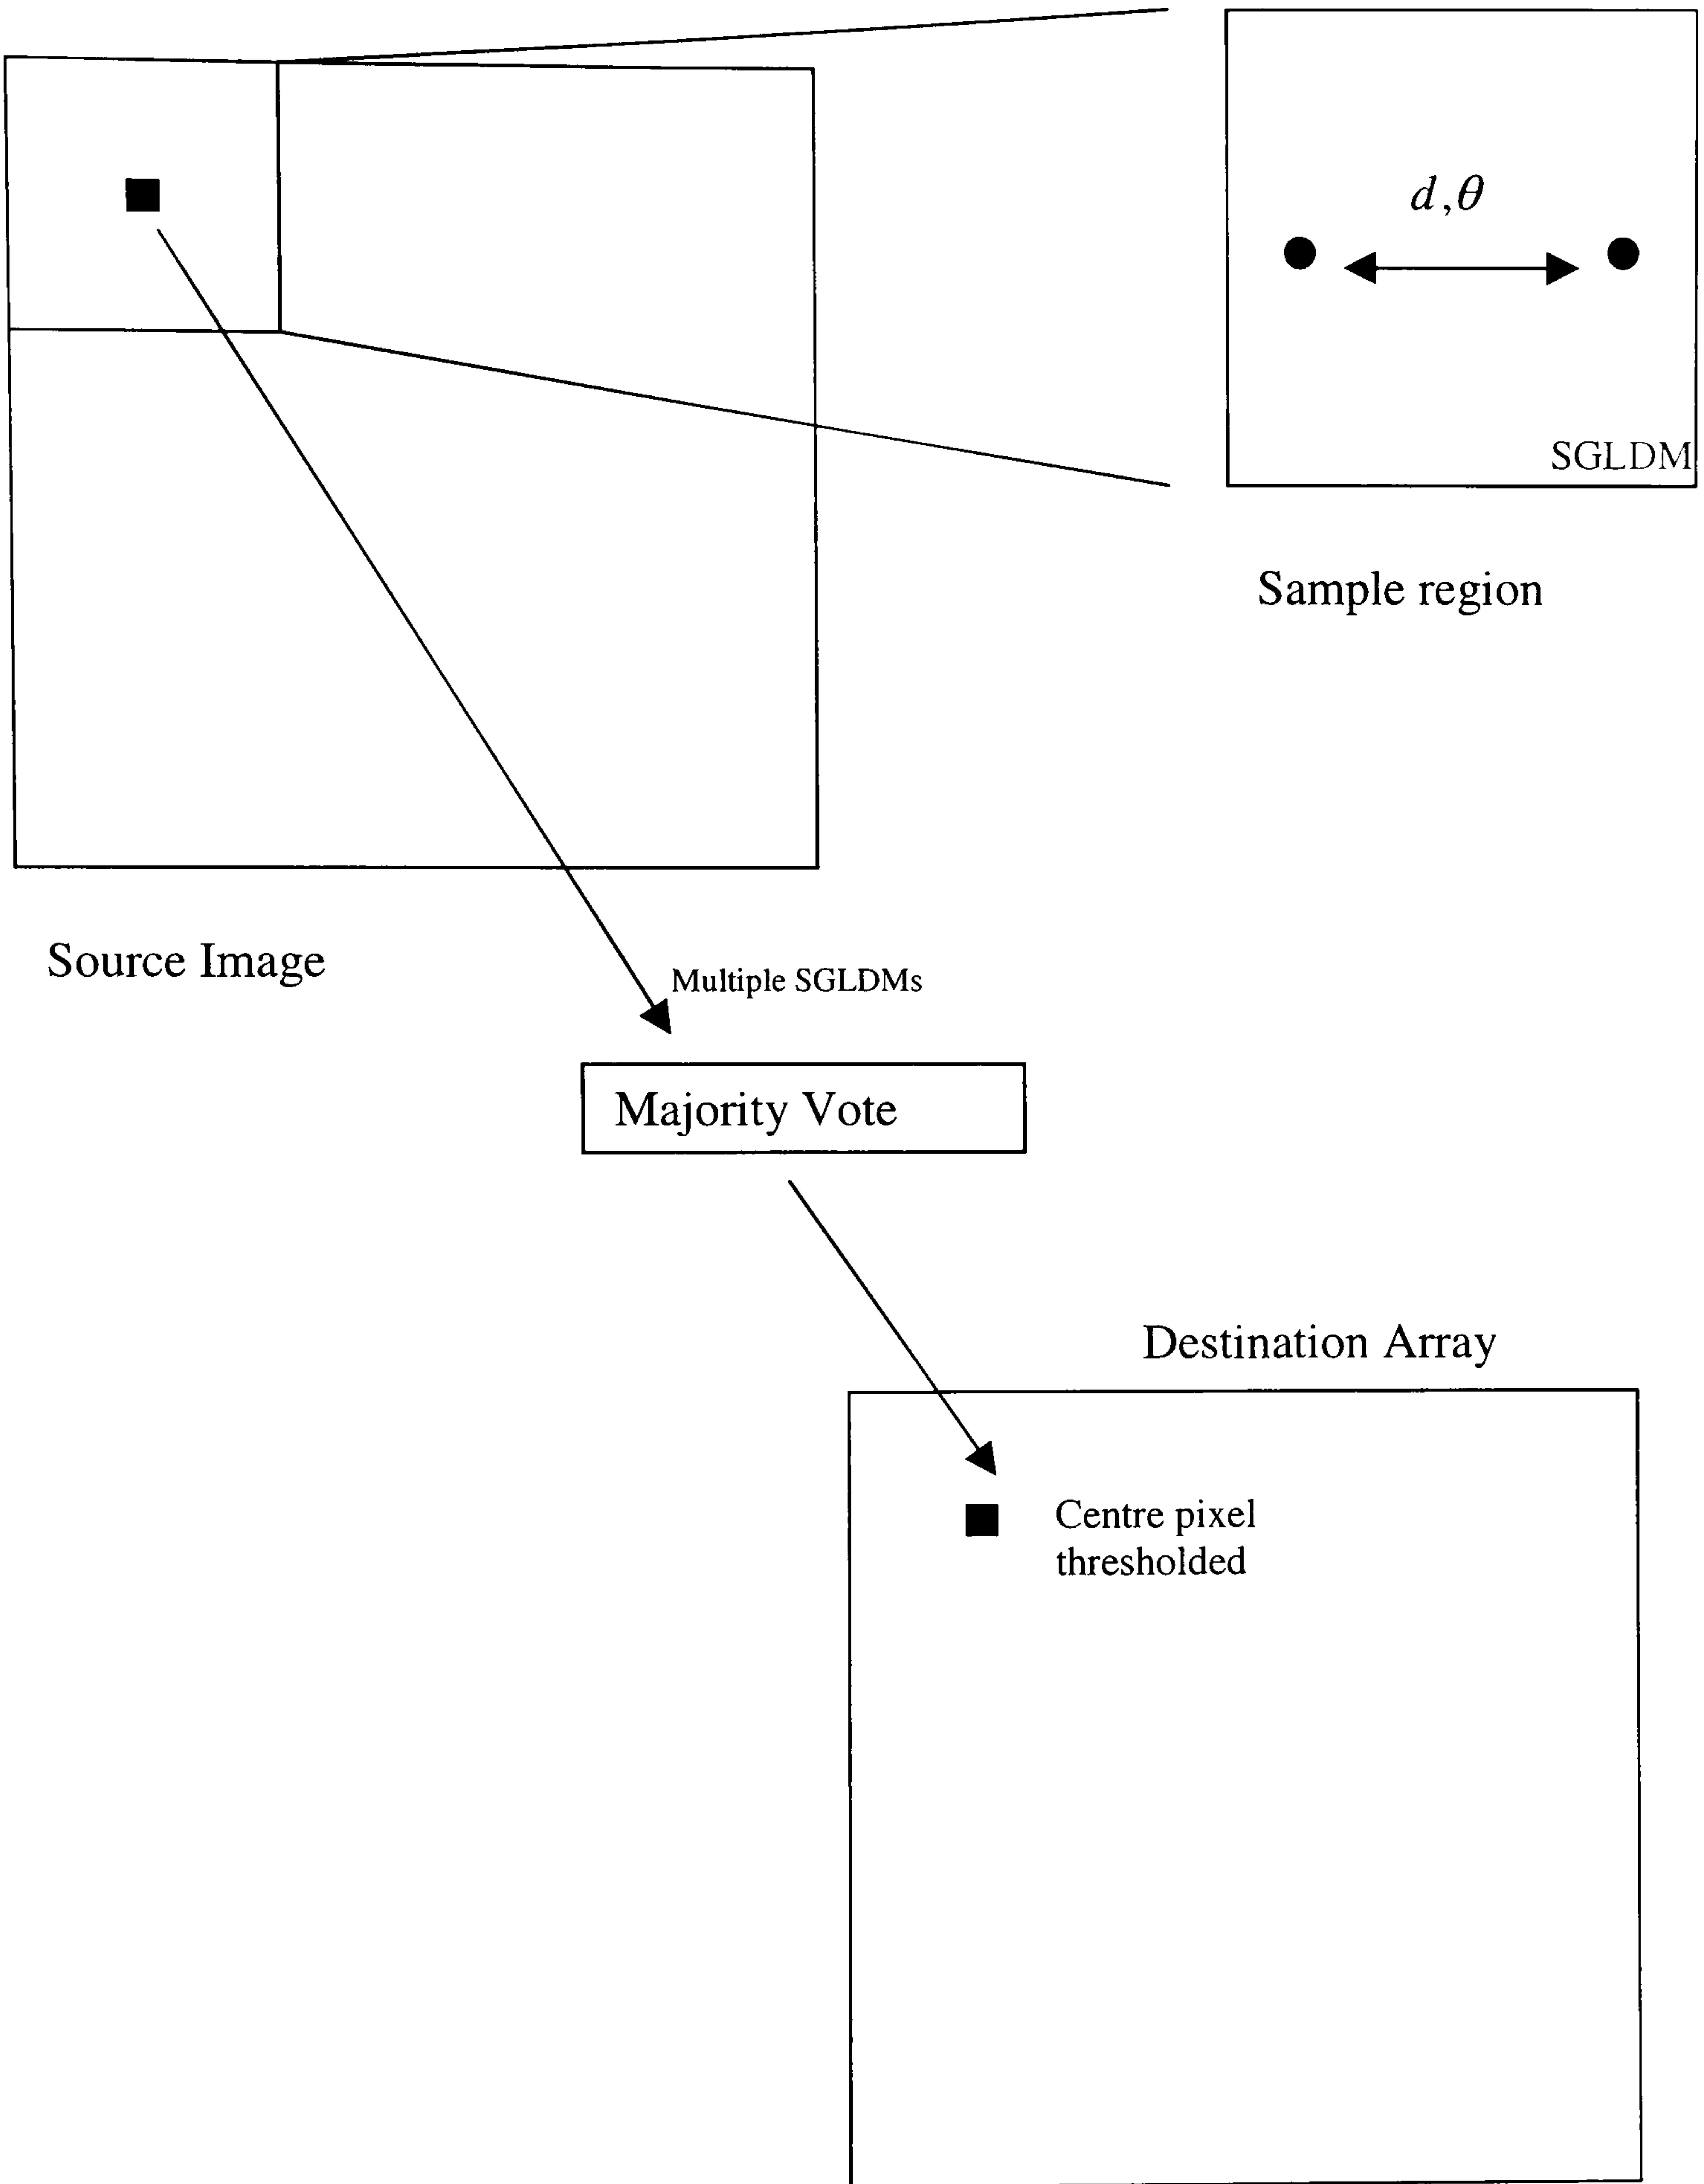 d,θ
SGLDM
Sample region
Source Image
Multiple SGLDMs
Majority Vote
Destination Array
Centre pixel
thresholded